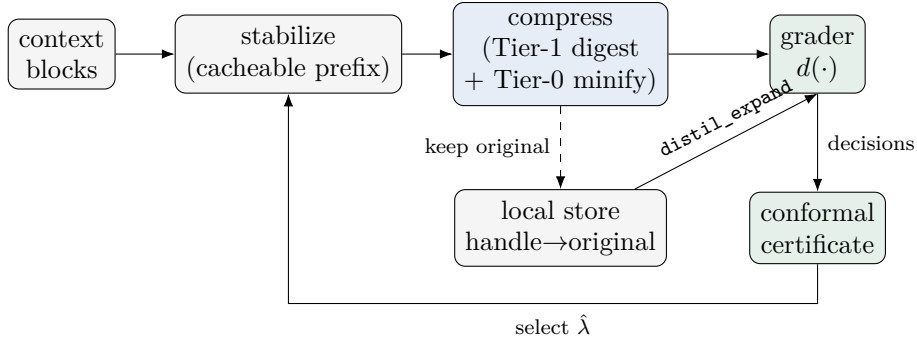 context
blocks
stabilize
(cacheable prefix)
compress
(Tier-1 digest
+ Tier-0 minify)
grader
d(·)
keep original
distil_expand
decisions
local store
handle→original
conformal
certificate
select λ̂